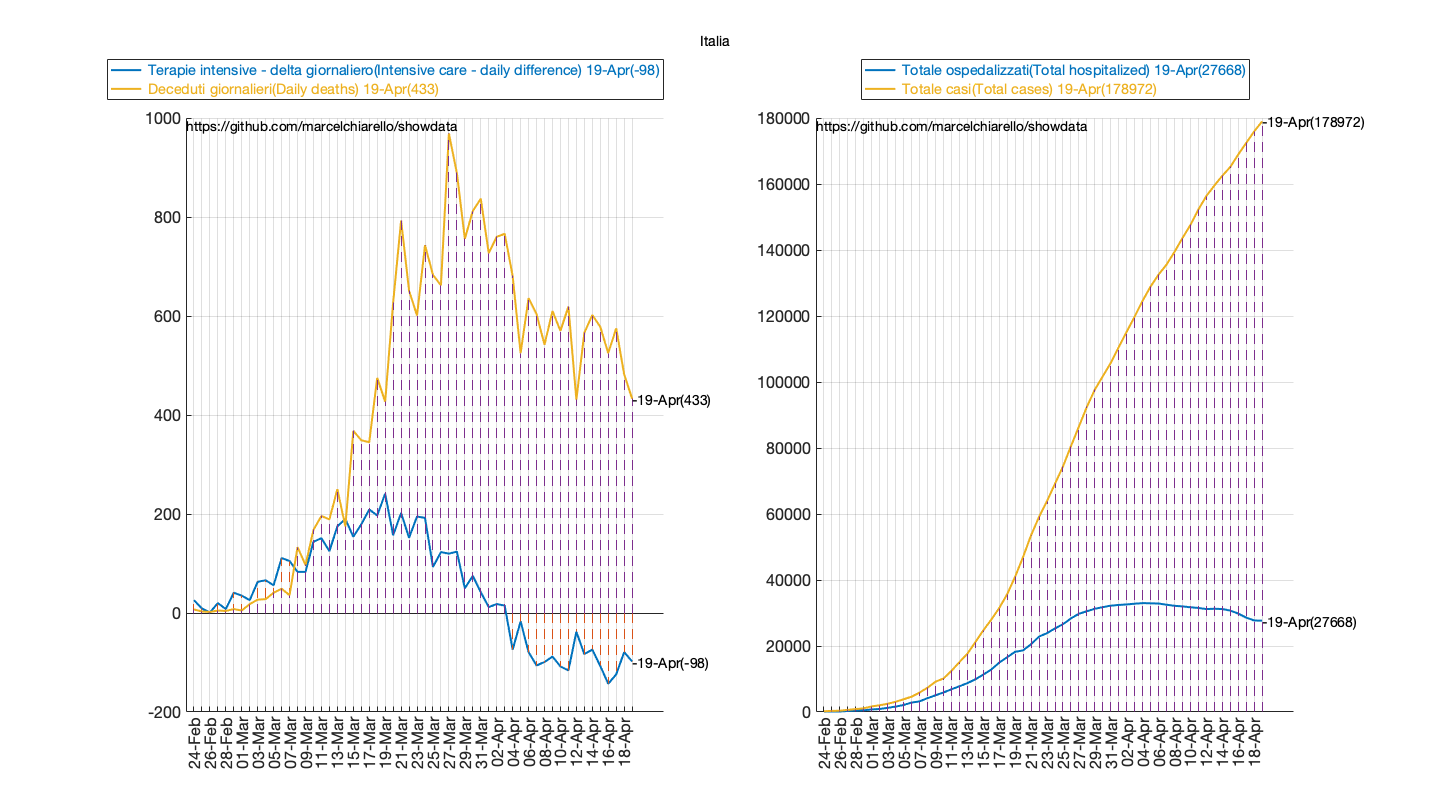 Italia
Terapie intensive - delta giornaliero(Intensive care - daily difference) 19-Apr(-98)
Deceduti giornalieri(Daily deaths) 19-Apr(433)
https://github.com/marcelchiarello/showdata
1000
800
600
400
200
0
-200
19-Apr(433)
19-Apr(-98)
24-Feb
26-Feb
28-Feb
01-Mar
03-Mar
05-Mar
07-Mar
09-Mar
11-Mar
13-Mar
15-Mar
17-Mar
19-Mar
21-Mar
23-Mar
25-Mar
27-Mar
29-Mar
31-Mar
02-Apr
04-Apr
06-Apr
08-Apr
10-Apr
12-Apr
14-Apr
16-Apr
18-Apr
Totale ospedalizzati(Total hospitalized) 19-Apr(27668)
Totale casi(Total cases) 19-Apr(178972)
https://github.com/marcelchiarello/showdata
180000
160000
140000
120000
100000
80000
60000
40000
20000
0
19-Apr(178972)
19-Apr(27668)
24-Feb
26-Feb
28-Feb
01-Mar
03-Mar
05-Mar
07-Mar
09-Mar
11-Mar
13-Mar
15-Mar
17-Mar
19-Mar
21-Mar
23-Mar
25-Mar
27-Mar
29-Mar
31-Mar
02-Apr
04-Apr
06-Apr
08-Apr
10-Apr
12-Apr
14-Apr
16-Apr
18-Apr